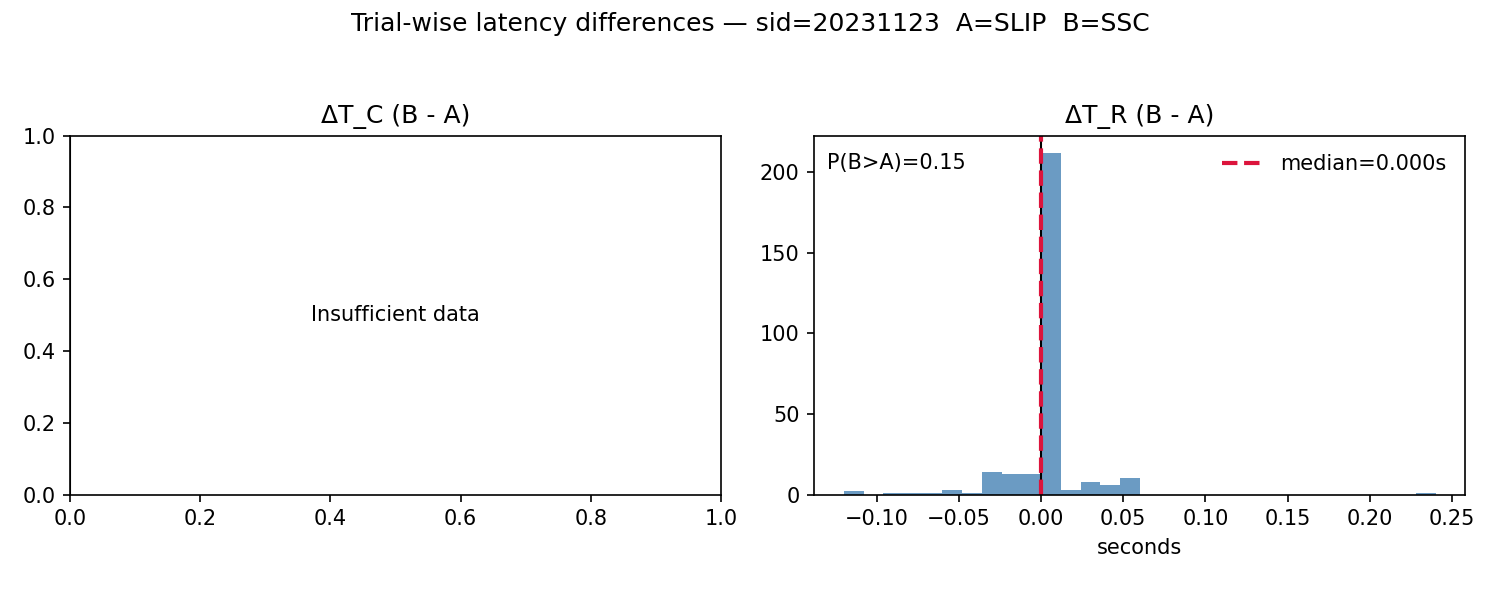 Trial-wise latency differences — sid=20231123  A=SLIP  B=SSC
ΔT_C (B - A)
1.0
0.8
0.6
0.4
0.2
0.0
Insufficient data
0.0 0.2 0.4 0.6 0.8 1.0
ΔT_R (B - A)
P(B>A)=0.15
median=0.000s
200
150
100
50
0
−0.10 −0.05 0.00 0.05 0.10 0.15 0.20 0.25
seconds